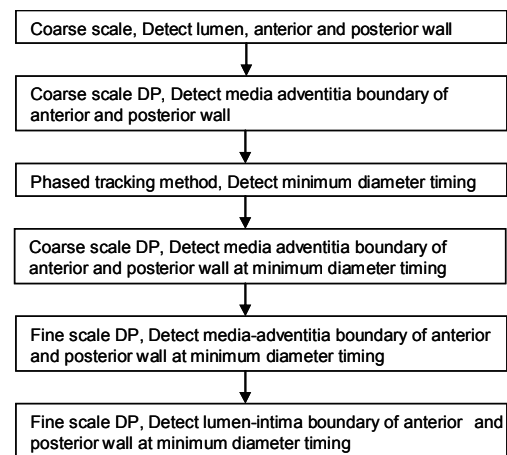 Coarse scale, Detect lumen, anterior and posterior wall
Coarse scale DP, Detect media adventitia boundary of
anterior and posterior wall
Phased tracking method, Detect minimum diameter timing
Coarse scale DP, Detect media adventitia boundary of
anterior and posterior wall at minimum diameter timing
Fine scale DP, Detect media-adventitia boundary of anterior
and posterior wall at minimum diameter timing
Fine scale DP, Detect lumen-intima boundary of anterior and
posterior wall at minimum diameter timing